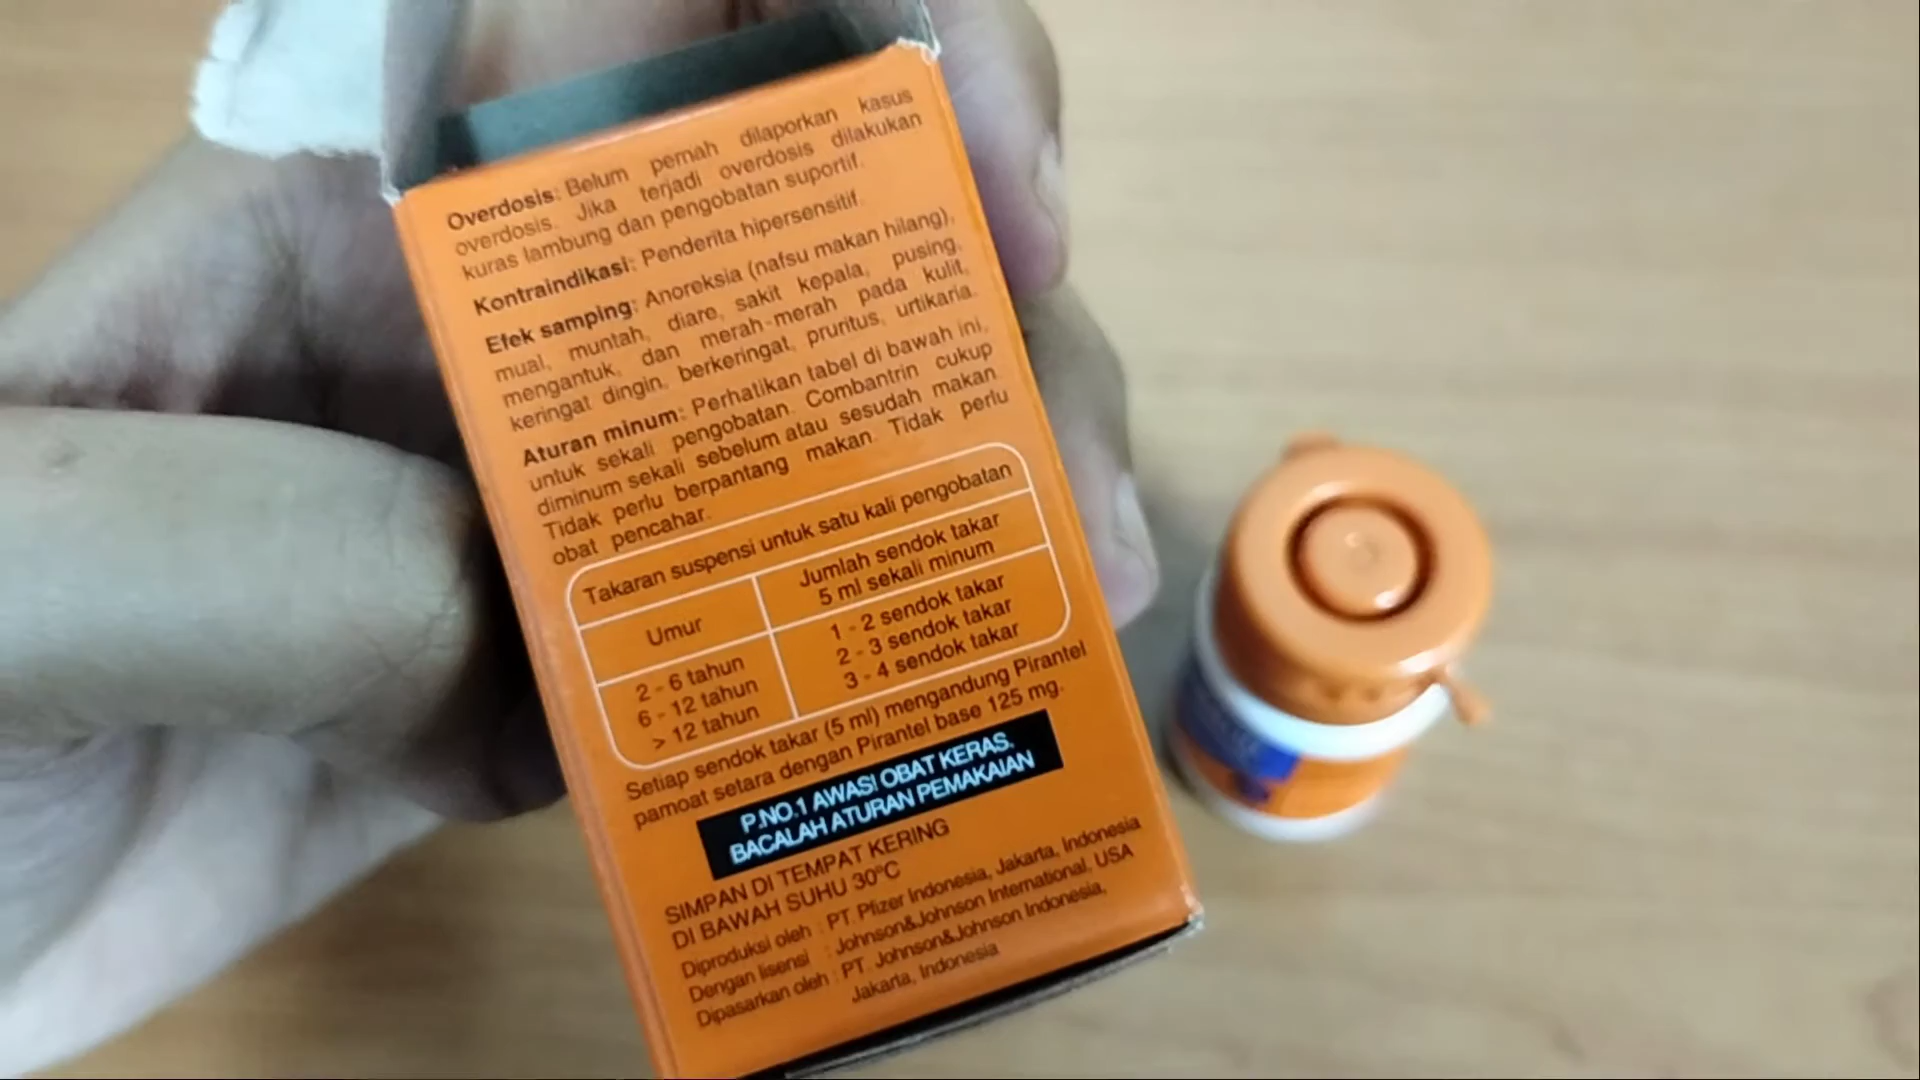 Overdosis: Belum pernah dilaporkan kasus
overdosis. Jika terjadi overdosis dilakukan
kuras lambung dan pengobatan suportif.
Kontraindikasi: Penderita hipersensitif.
Efek samping: Anoreksia (nafsu makan hilang),
mual, muntah, diare, sakit kepala, pusing,
mengantuk, dan merah-merah pada kulit,
keringat dingin, berkeringat, pruritus, urtikaria.
Aturan minum: Perhatikan tabel di bawah ini,
untuk sekali pengobatan. Combantrin cukup
diminum sekali sebelum atau sesudah makan.
Tidak perlu berpantang makan. Tidak perlu
obat pencahar.
Takaran suspensi untuk satu kali pengobatan
Umur
Jumlah sendok takar
5 ml sekali minum
2 - 6 tahun 1 - 2 sendok takar
6 - 12 tahun 2 - 3 sendok takar
> 12 tahun 3 - 4 sendok takar
Setiap sendok takar (5 ml) mengandung Pirantel
pamoat setara dengan Pirantel base 125 mg.
P.NO.1 AWAS! OBAT KERAS.
BACALAH ATURAN PEMAKAIAN
SIMPAN DI TEMPAT KERING
DI BAWAH SUHU 30°C
Diproduksi oleh : PT. Pfizer Indonesia, Jakarta, Indonesia
Dengan lisensi : Johnson&Johnson International, USA
Dipasarkan oleh : PT. Johnson&Johnson Indonesia,
Jakarta, Indonesia